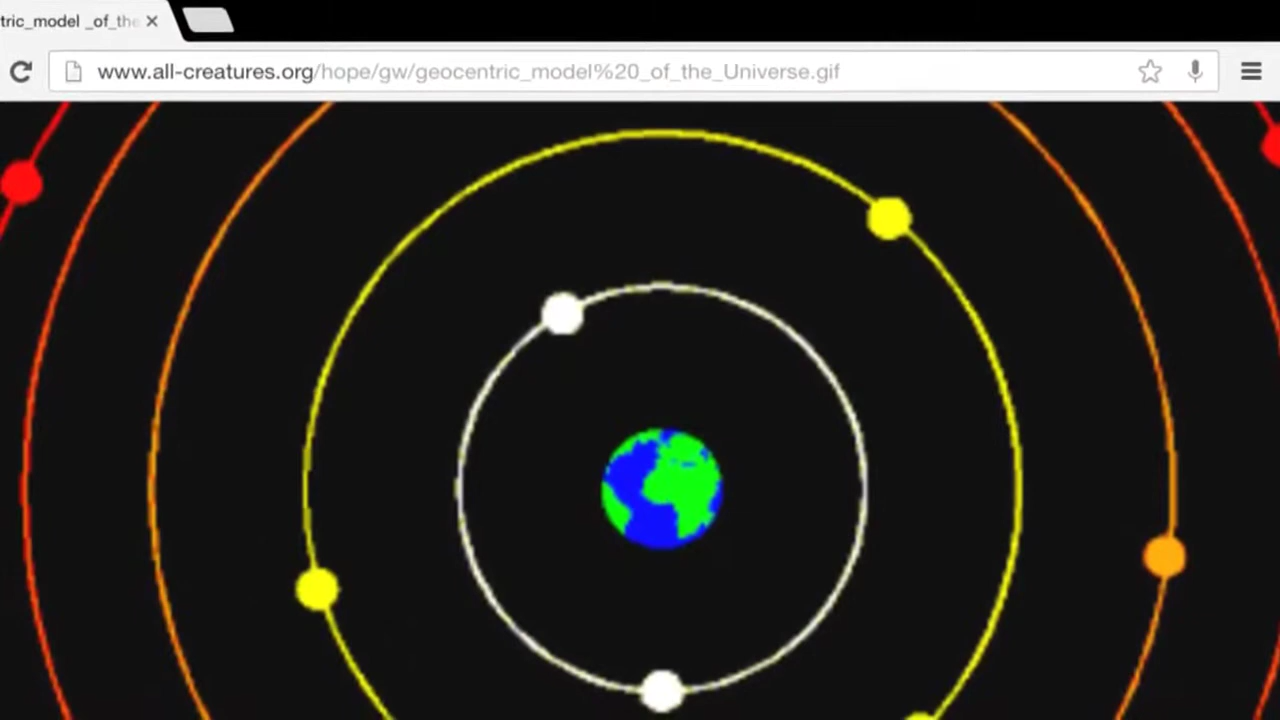 tric_model _of_the
www.all-creatures.org/hope/gw/geocentric_model%20_of_the_Universe.gif